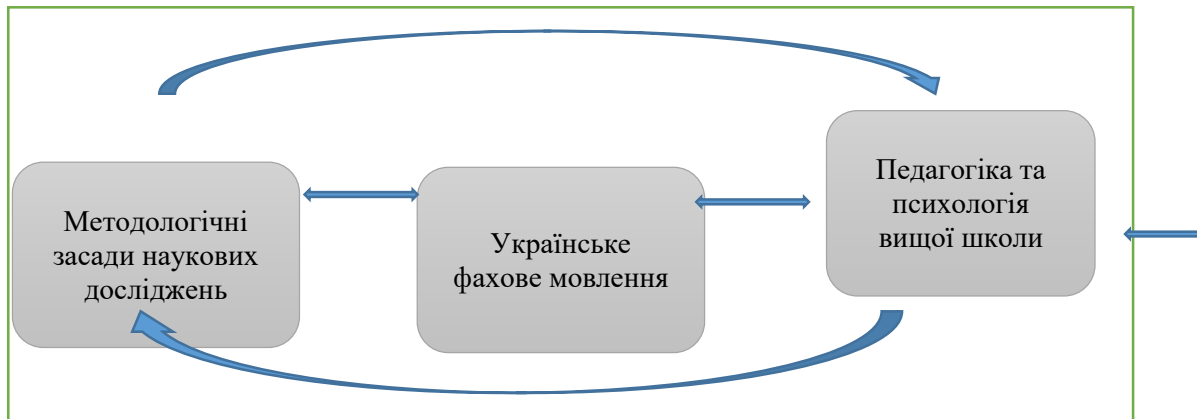 Методологічні
засади наукових
досліджень
Українське
фахове мовлення
Педагогіка та
психологія
вищої школи